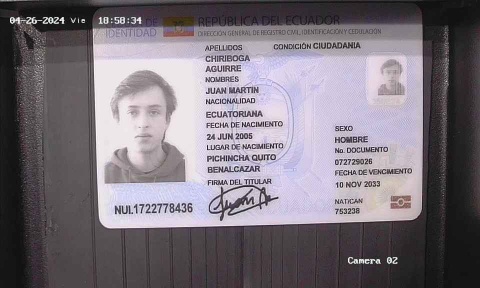 04-26-2024 Vie 18:58:34
DE IDENTIDAD
REPÚBLICA DEL ECUADOR
DIRECCIÓN GENERAL DE REGISTRO CIVIL, IDENTIFICACIÓN Y CEDULACIÓN
APELLIDOS CONDICIÓN CIUDADANIA
CHIRIBOGA
AGUIRRE
NOMBRES
JUAN MARTIN
NACIONALIDAD
ECUATORIANA
FECHA DE NACIMIENTO
24 JUN 2005
SEXO
LUGAR DE NACIMIENTO
HOMBRE
PICHINCHA QUITO
No. DOCUMENTO
BENALCAZAR
072729026
FECHA DE VENCIMIENTO
FIRMA DEL TITULAR
10 NOV 2033
NUI.1722778436
NATICAN
753238
Camera 02